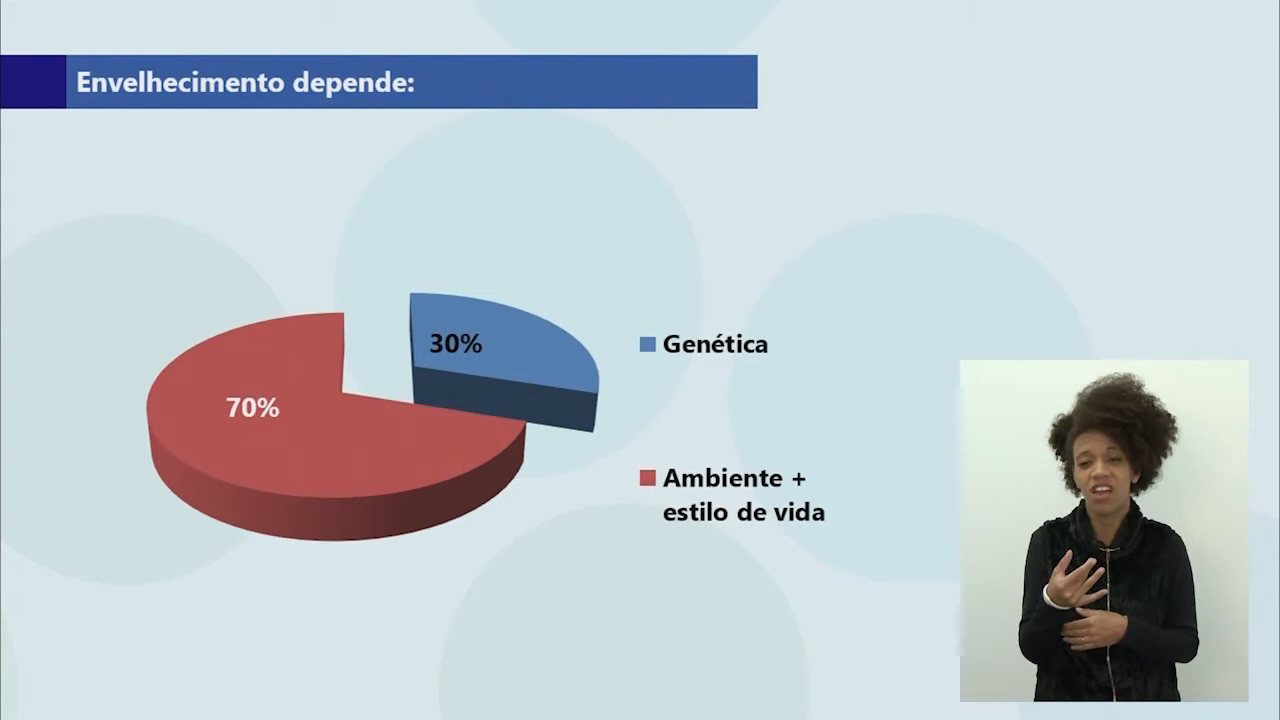 Envelhecimento depende:
30%
70%
Genética
Ambiente +
estilo de vida